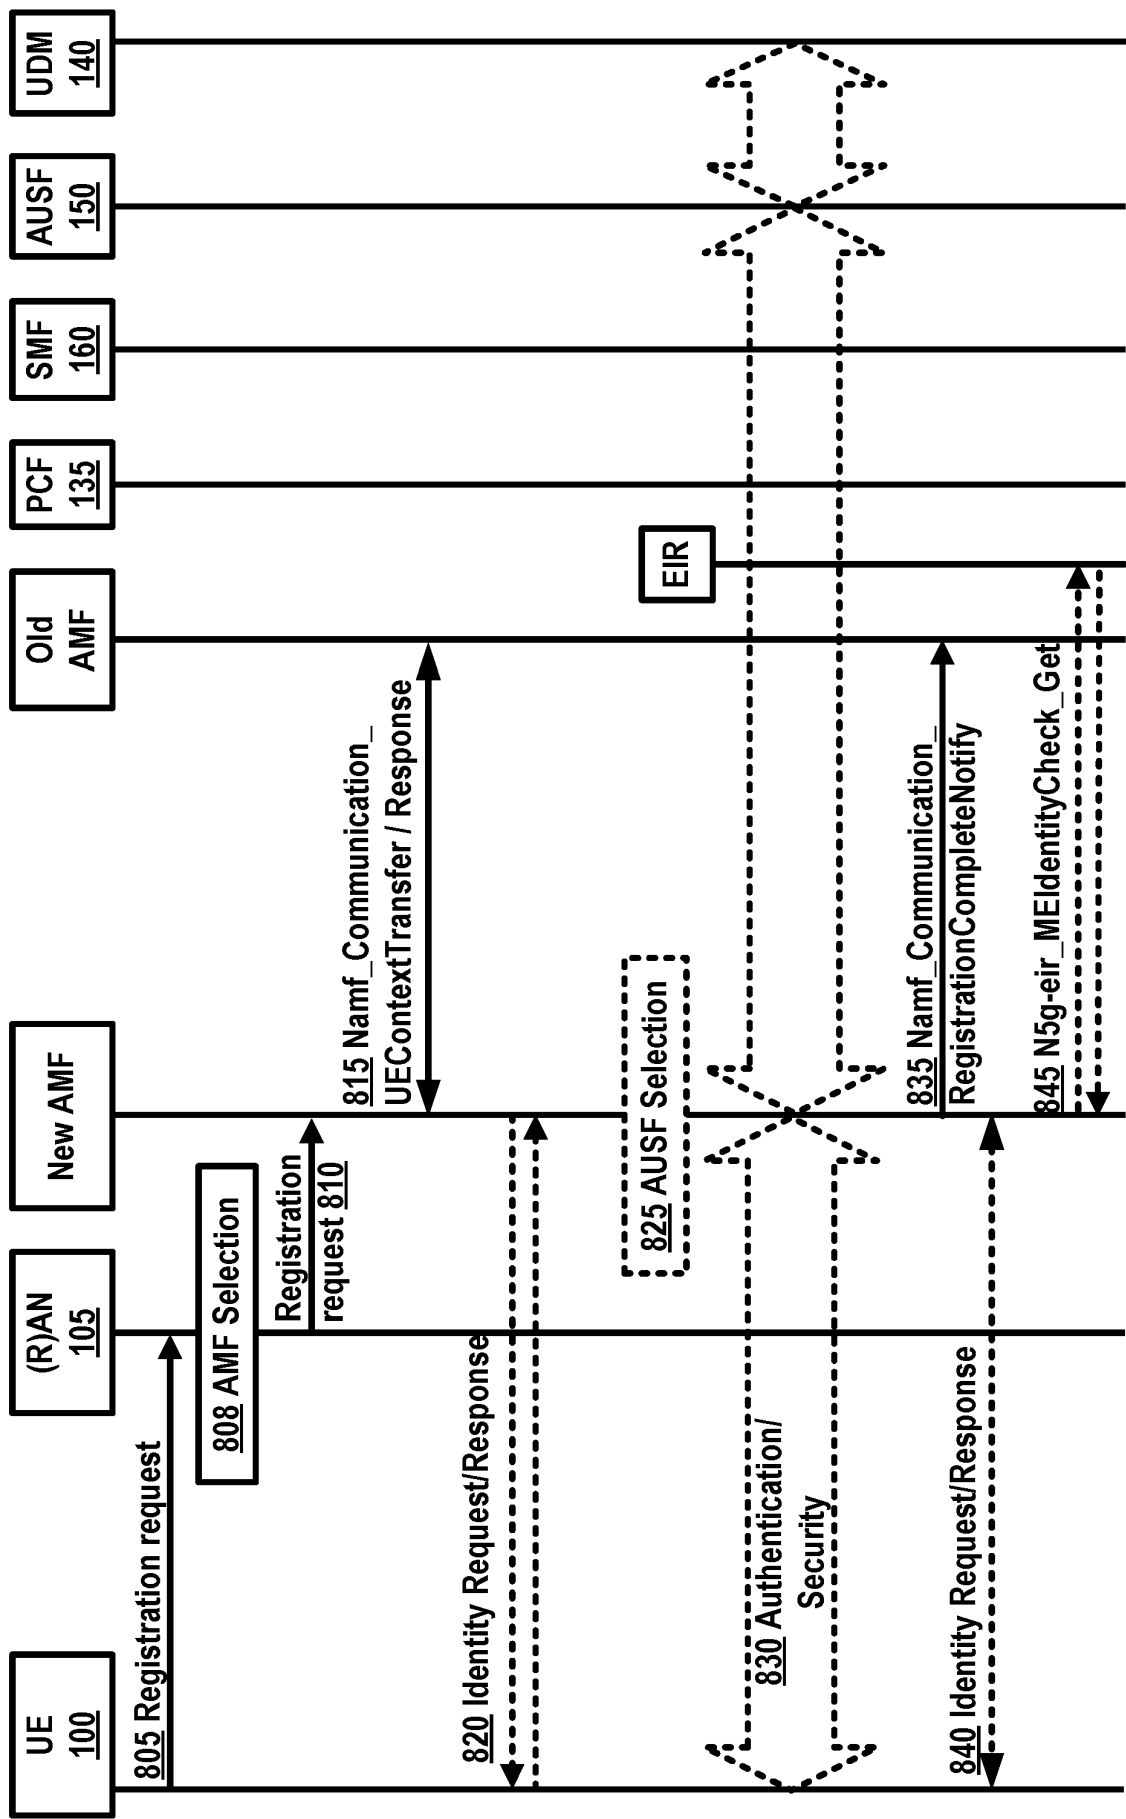 UE
100
(R)AN
105
New AMF
Old
AMF
PCF
135
SMF
160
AUSF
150
UDM
140
805 Registration request
808 AMF Selection
Registration
request 810
815 Namf_Communication_
UEContextTransfer / Response
820 Identity Request/Response
825 AUSF Selection
EIR
830 Authentication/
Security
835 Namf_Communication_
RegistrationCompleteNotify
840 Identity Request/Response
845 N5g-eir_MEIdentityCheck_Get